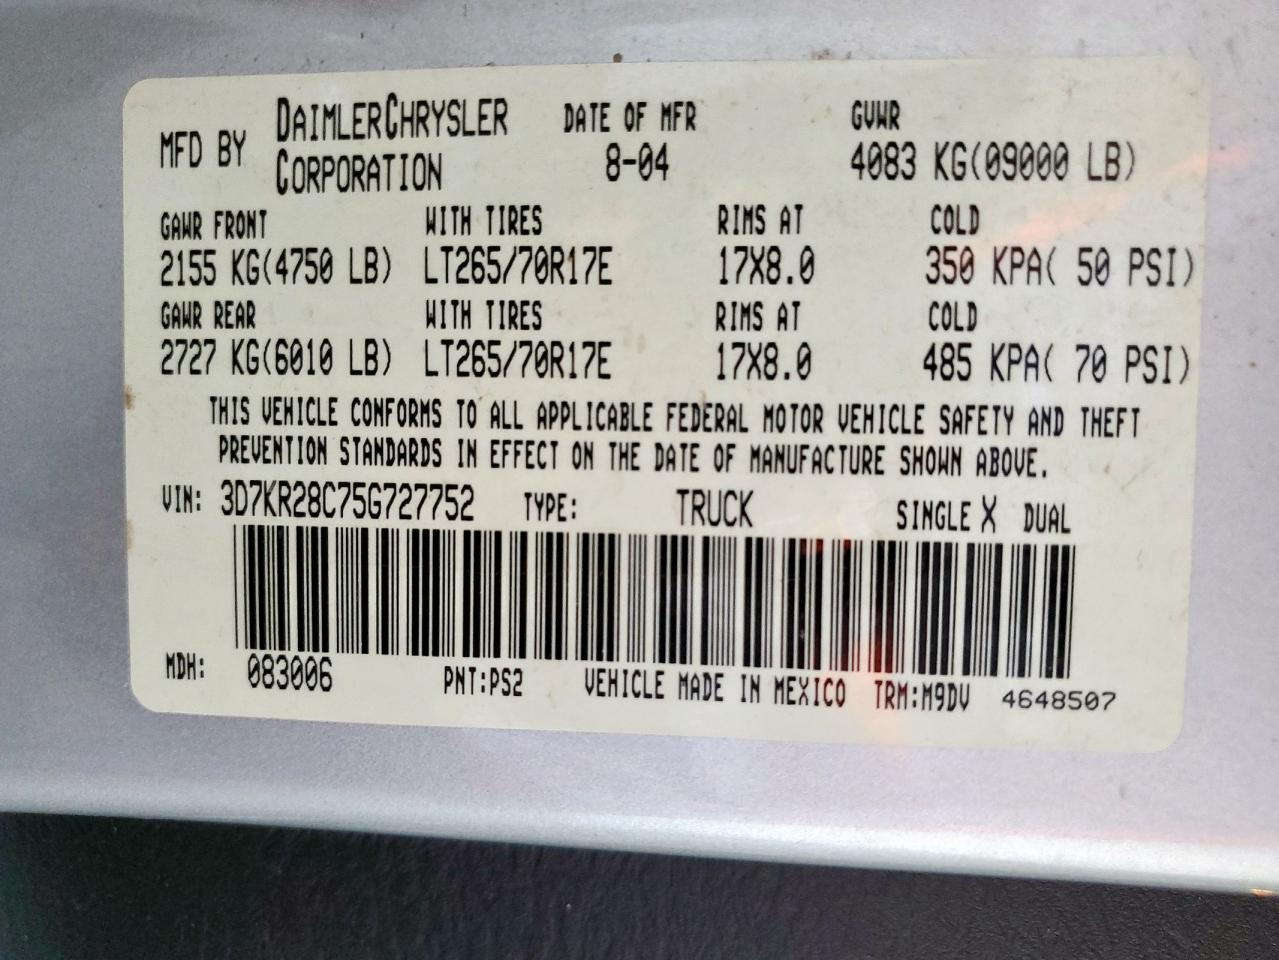 MFD BY DAIMLERCHRYSLER CORPORATION DATE OF MFR 8-04 GVWR 4083 KG(09000 LB)
GAWR FRONT WITH TIRES RIMS AT COLD
2155 KG(4750 LB) LT265/70R17E 17X8.0 350 KPA( 50 PSI)
GAWR REAR WITH TIRES RIMS AT COLD
2727 KG(6010 LB) LT265/70R17E 17X8.0 485 KPA( 70 PSI)
THIS VEHICLE CONFORMS TO ALL APPLICABLE FEDERAL MOTOR VEHICLE SAFETY AND THEFT
PREVENTION STANDARDS IN EFFECT ON THE DATE OF MANUFACTURE SHOWN ABOVE.
VIN: 3D7KR28C75G727752 TYPE: TRUCK SINGLE X DUAL
MDH: 083006 PNT:PS2 VEHICLE MADE IN MEXICO TRM:M9DV 4648507